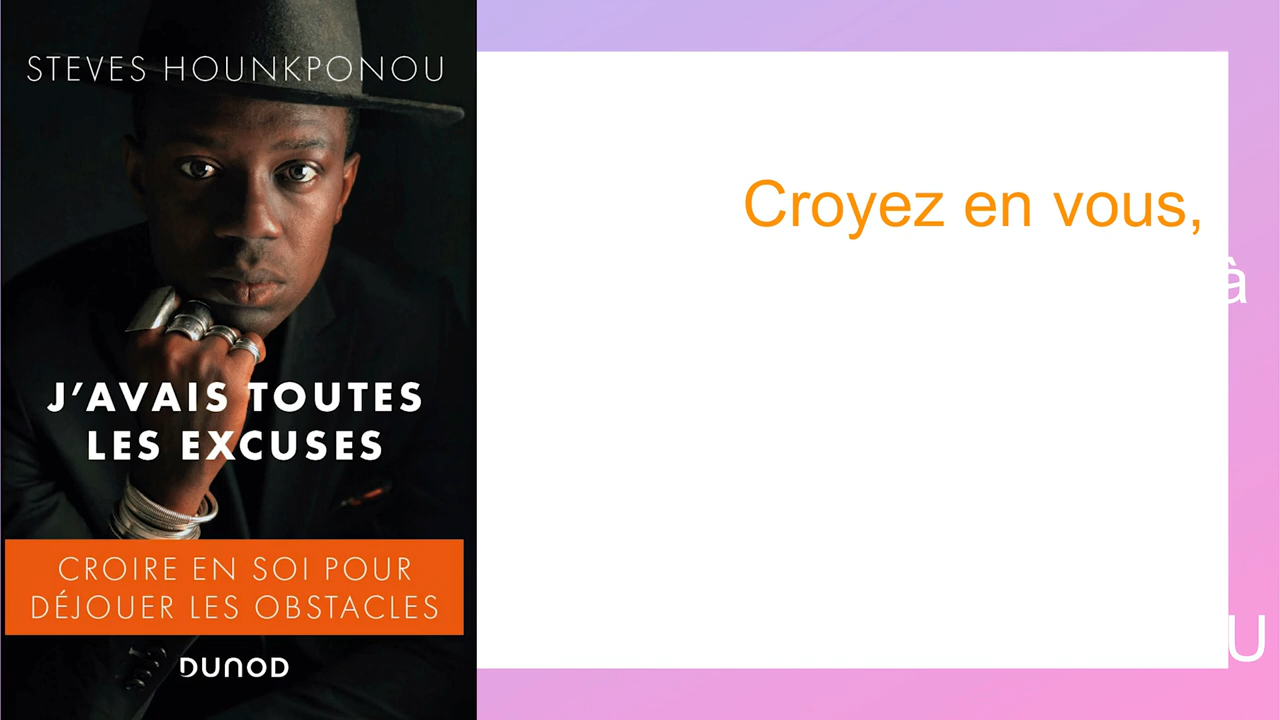 STEVES HOUNKPONOU
J'AVAIS TOUTES
LES EXCUSES
CROIRE EN SOI POUR
DÉJOUER LES OBSTACLES
DUNOD
Croyez en vous,
à
U